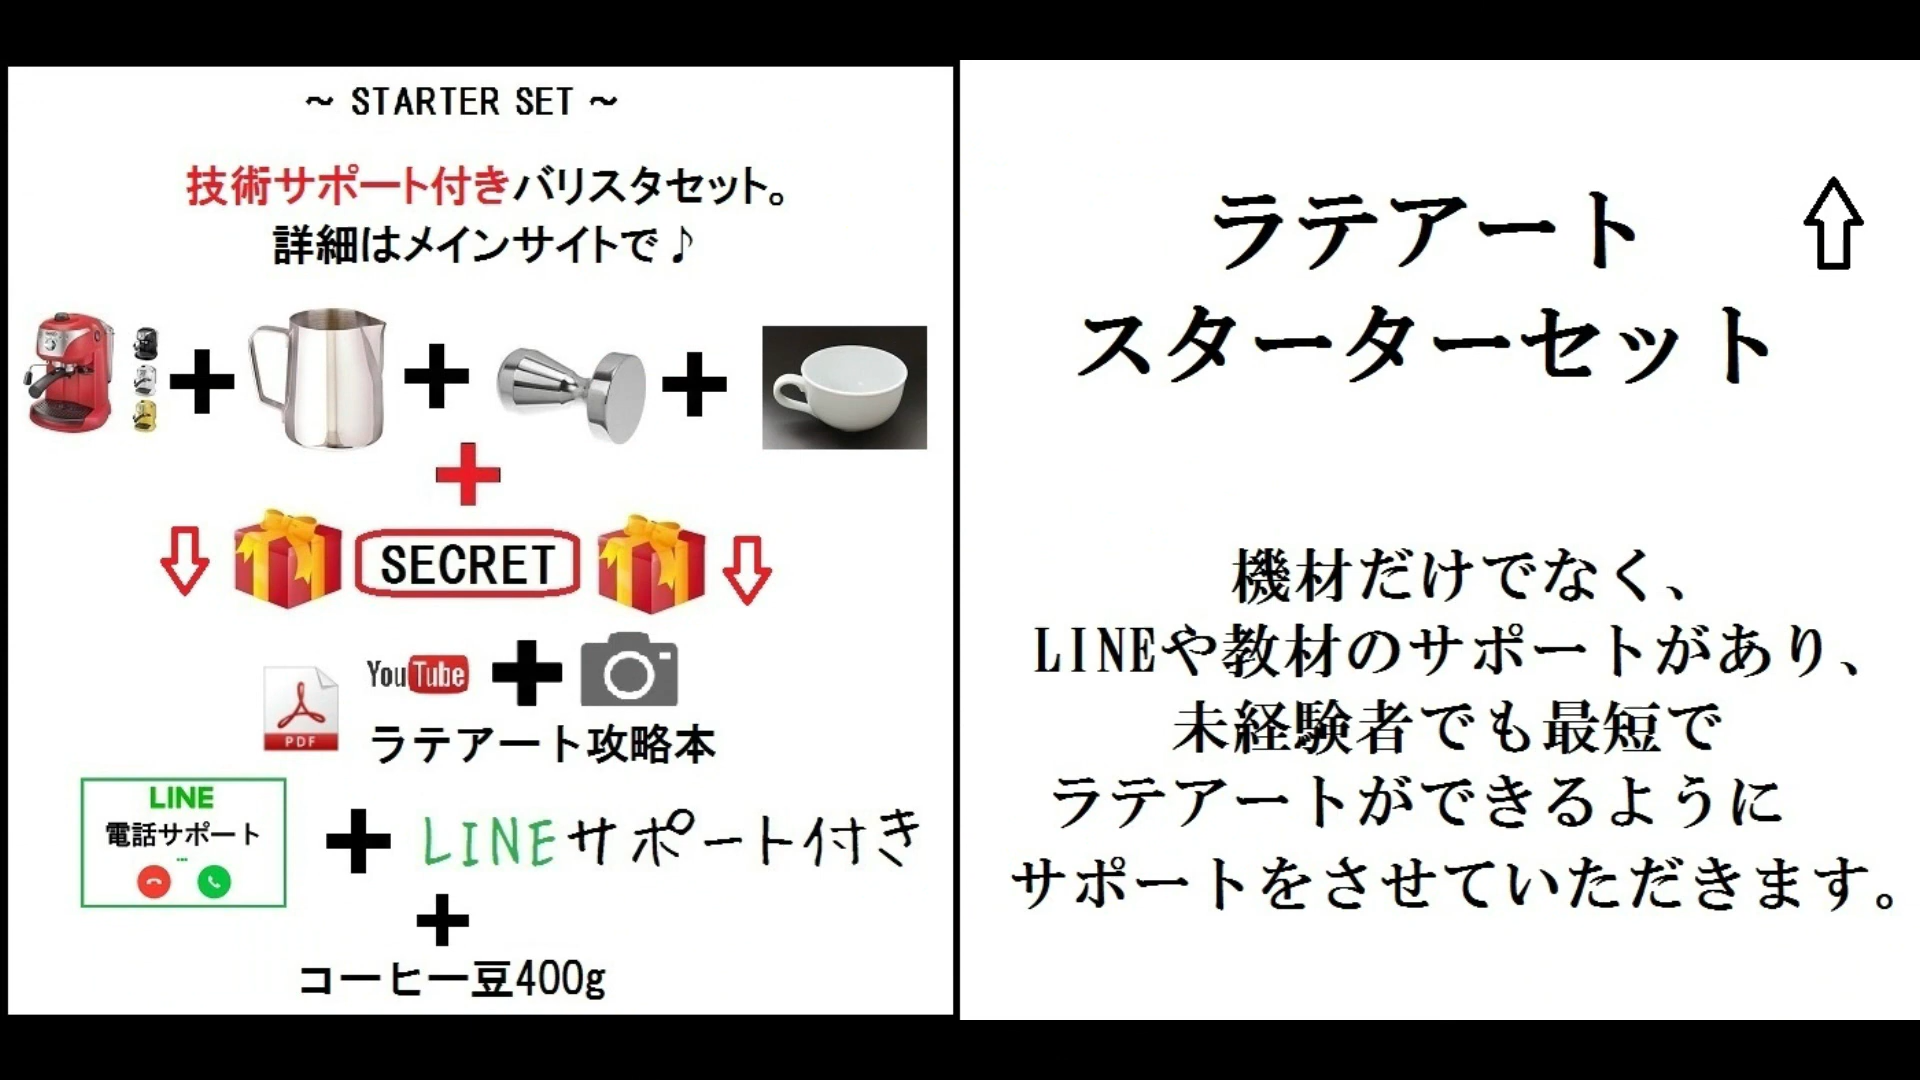 ~ STARTER SET ~
技術サポート付きバリスタセット。
詳細はメインサイトで♪
SECRET
YouTube
PDF
ラテアート攻略本
LINE
電話サポート
...
LINEサポート付き
コーヒー豆400g
ラテアート
スターターセット
機材だけでなく、
LINEや教材のサポートがあり、
未経験者でも最短で
ラテアートができるように
サポートをさせていただきます。